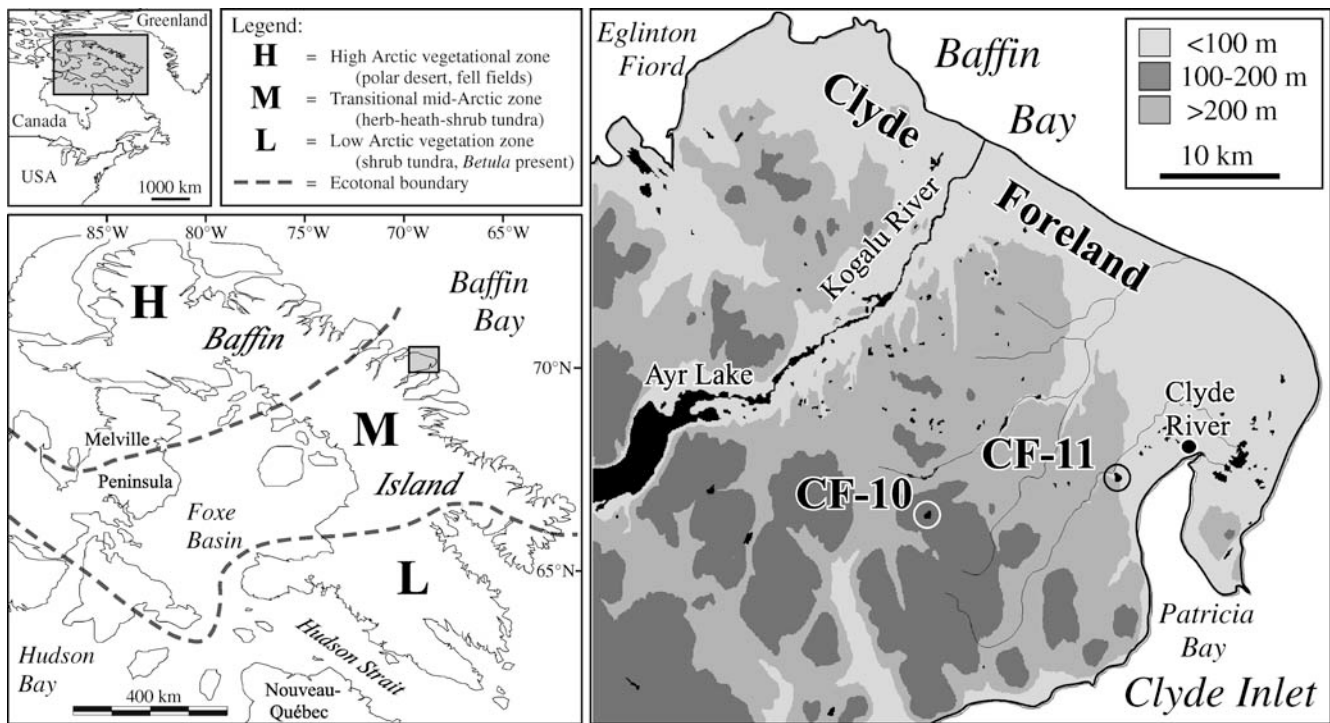 Greenland
Canada
USA
1000 km
Legend:
H = High Arctic vegetational zone
(polar desert, fell fields)
M = Transitional mid-Arctic zone
(herb-heath-shrub tundra)
L = Low Arctic vegetation zone
(shrub tundra, Betula present)
= Ecotonal boundary
85°W 80°W 75°W 70°W 65°W
H
Baffin
Bay
Baffin
70°N
M
Melville
Peninsula
Island
Foxe
Basin
L
65°N
Hudson Strait
Hudson
Bay
400 km
Nouveau-
Québec
Eglinton
Fiord
Baffin
Bay
<100 m
100-200 m
>200 m
10 km
Clyde
Foreland
Kogalu River
Ayr Lake
Clyde
River
CF-11
CF-10
Patricia
Bay
Clyde Inlet